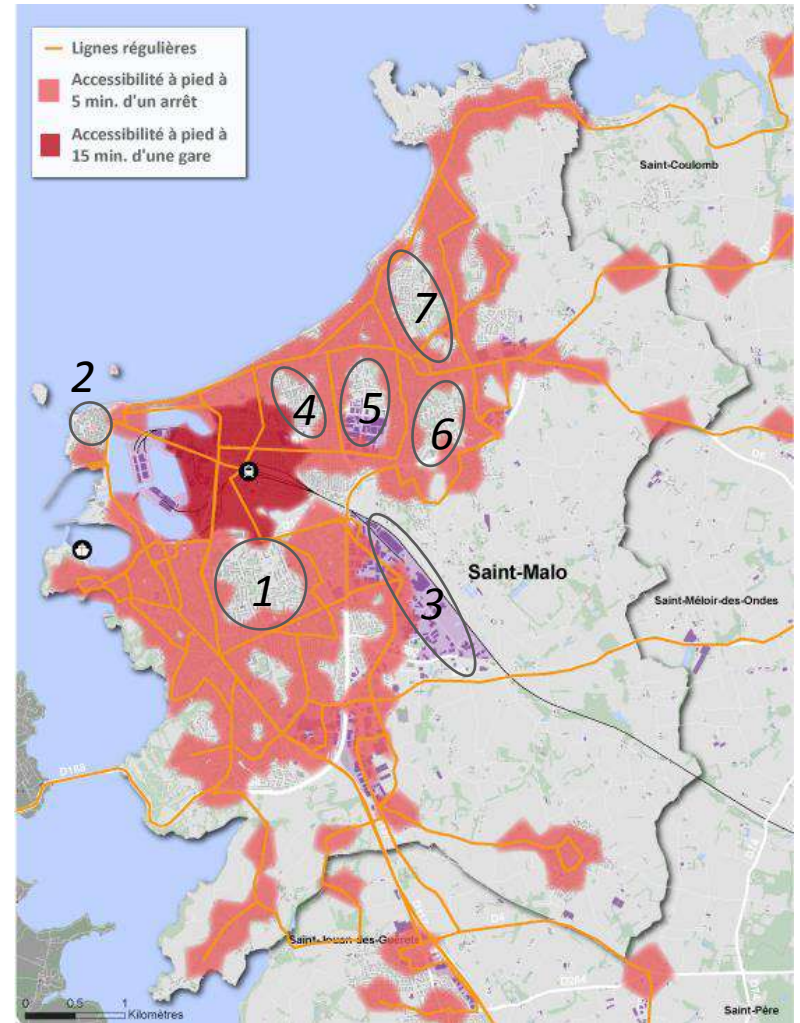 Lignes régulières
Accessibilité à pied à
5 min. d'un arrêt
Accessibilité à pied à
15 min. d'une gare
Saint-Coulomb
7
2
4
5
6
Saint-Malo
1
3
Saint-Méloir-des-Ondes
D168
D4
Saint-Jouan-des-Guérets
Saint-Père
0 0,5 1
Kilomètres